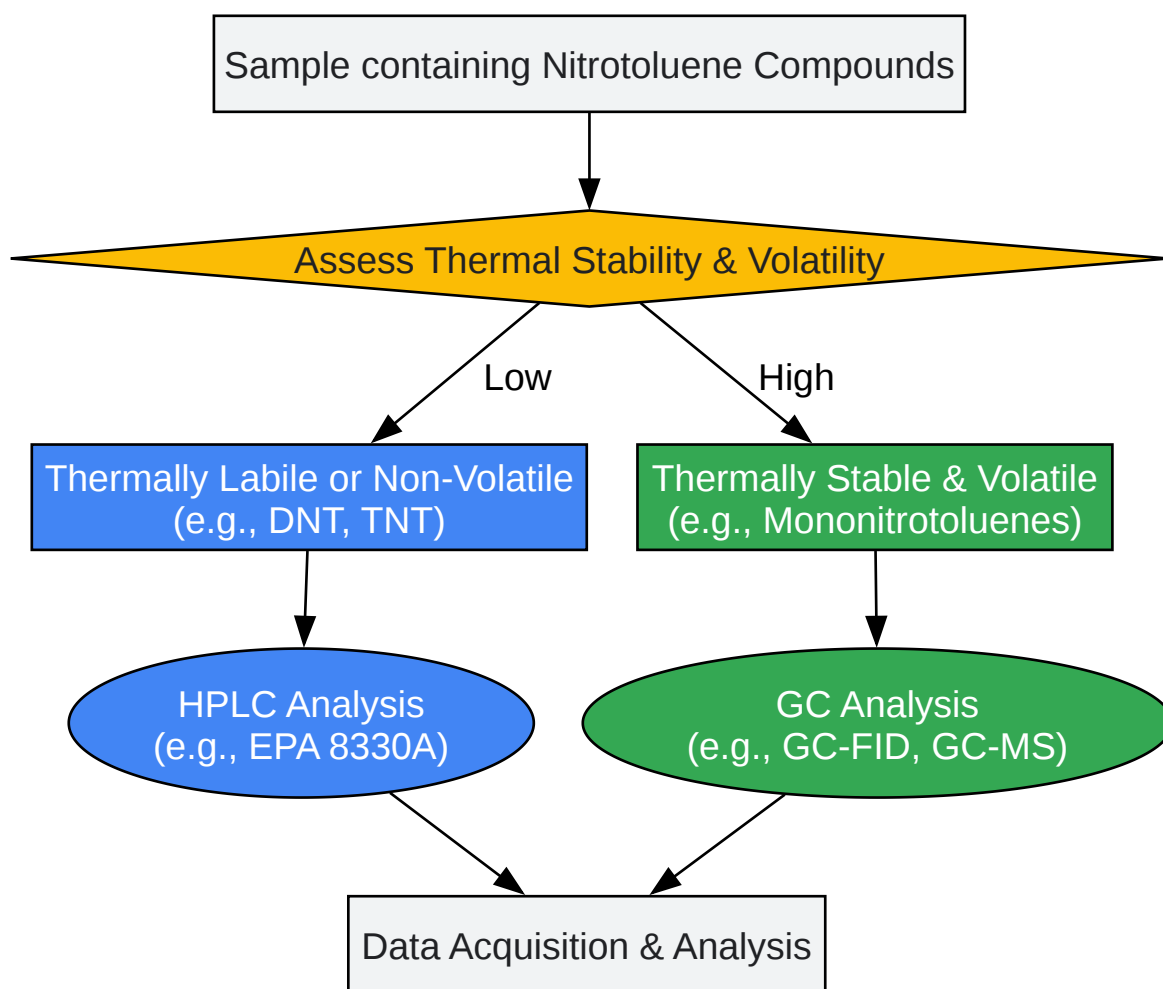 Sample containing Nitrotoluene Compounds
Assess Thermal Stability & Volatility
Low
High
Thermally Labile or Non-Volatile
(e.g., DNT, TNT)
Thermally Stable & Volatile
(e.g., Mononitrotoluenes)
HPLC Analysis
(e.g., EPA 8330A)
GC Analysis
(e.g., GC-FID, GC-MS)
Data Acquisition & Analysis